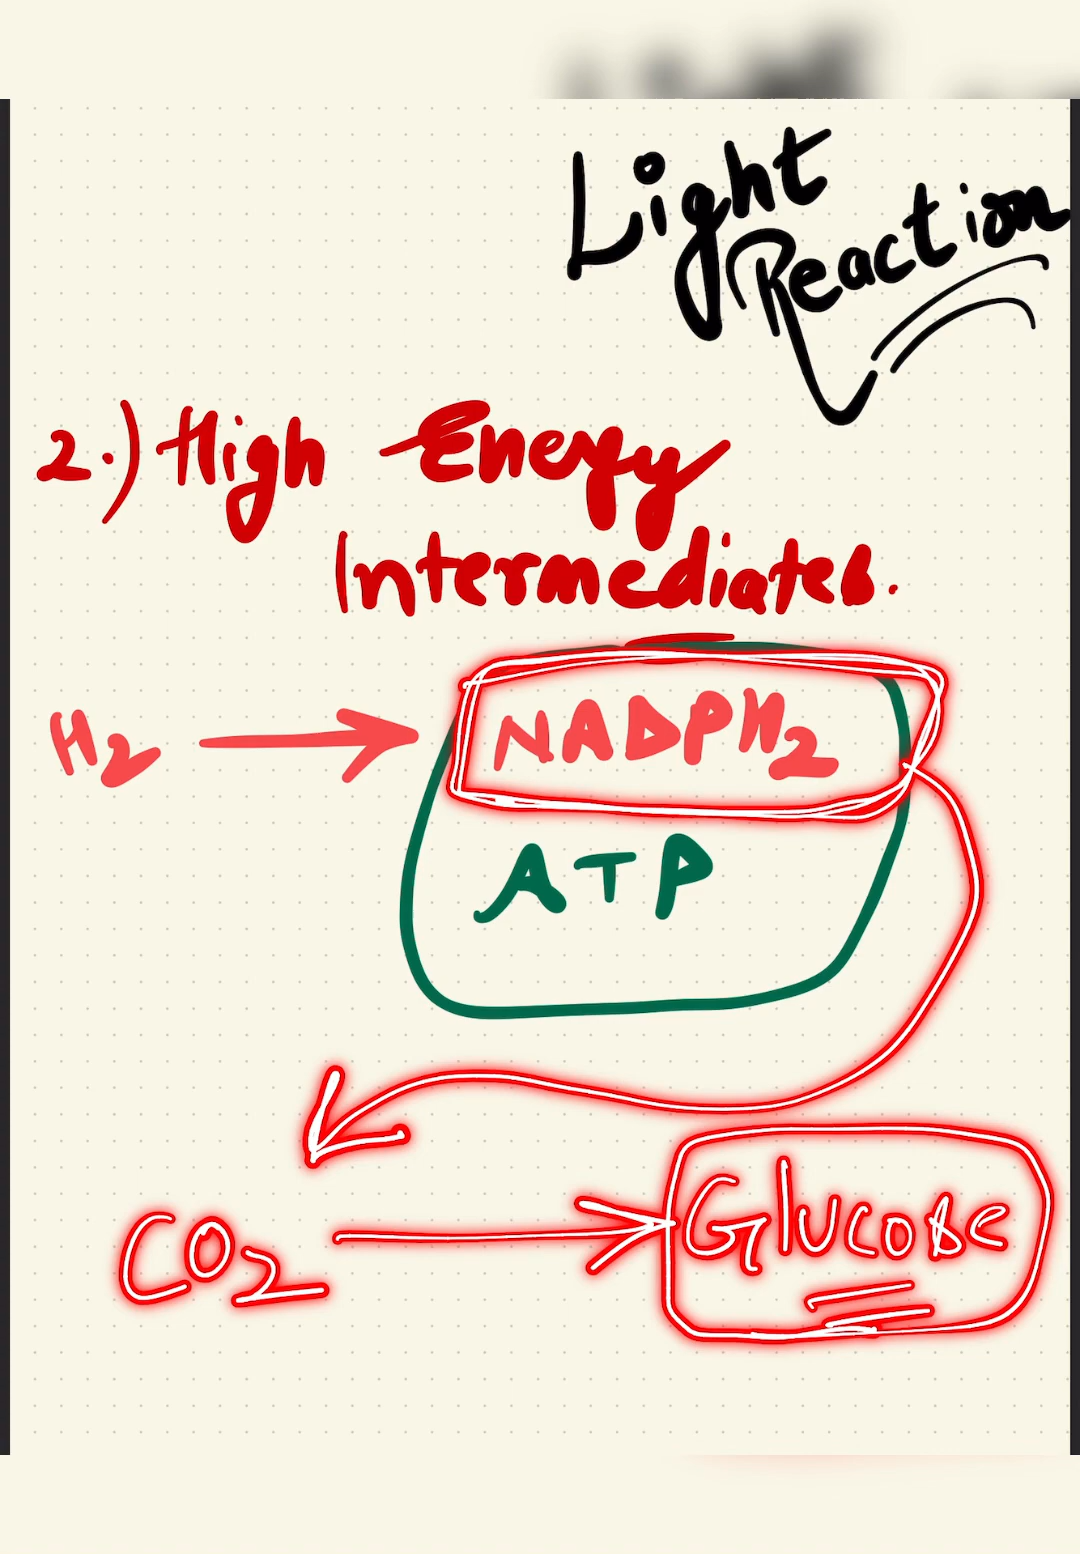 Light
Reaction
2.) High Energy
Intermediates.
H₂ → NADPH₂
ATP
CO₂ → Glucose